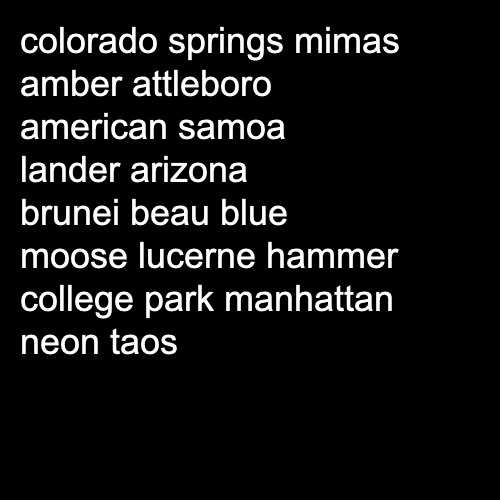 colorado springs mimas
amber attleboro
american samoa
lander arizona
brunei beau blue
moose lucerne hammer
college park manhattan
neon taos